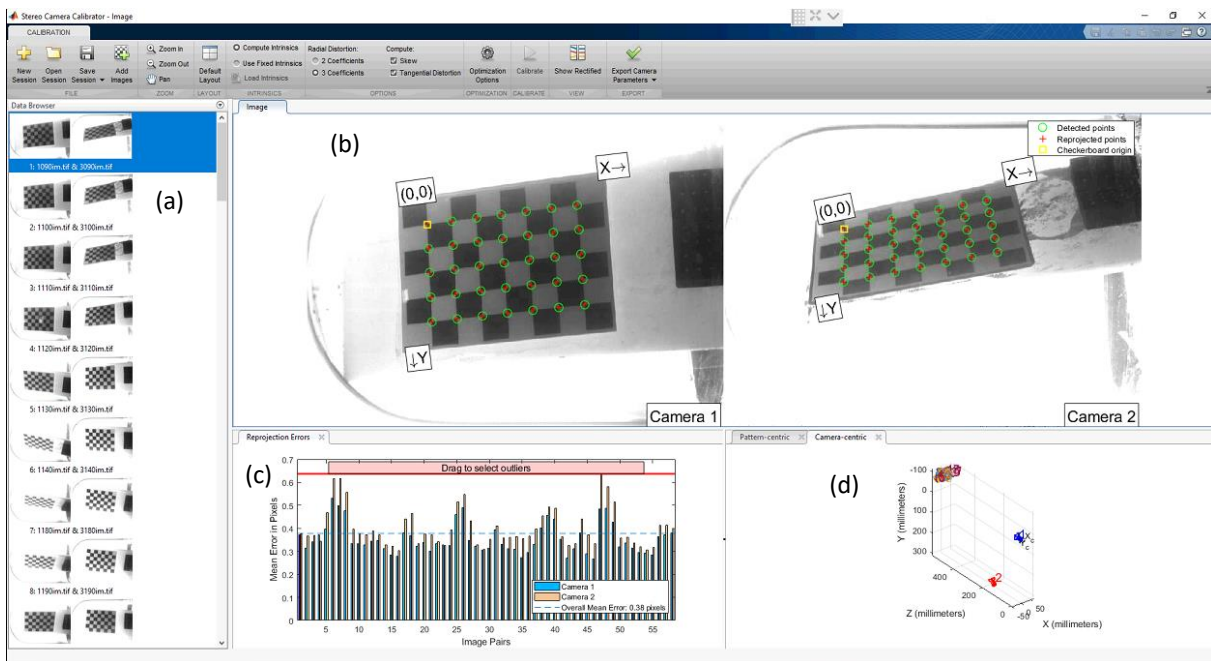 Stereo Camera Calibrator - Image
CALIBRATION
New Session
Open Session
Save Session
Add Images
Zoom In
Zoom Out
Pan
Default Layout
Compute Intrinsics
Use Fixed Intrinsics
Load Intrinsics
Radial Distortion:
2 Coefficients
3 Coefficients
Compute:
Skew
Tangential Distortion
Optimization Options
Calibrate
Show Rectified
Export Camera Parameters
FILE
ZOOM
LAYOUT
INTRINSICS
OPTIONS
OPTIMIZATION
CALIBRATE
VIEW
EXPORT
Data Browser
1: 1090im.tif & 3090im.tif
2: 1100im.tif & 3100im.tif
3: 1110im.tif & 3110im.tif
4: 1120im.tif & 3120im.tif
5: 1130im.tif & 3130im.tif
6: 1140im.tif & 3140im.tif
7: 1180im.tif & 3180im.tif
8: 1190im.tif & 3190im.tif
(a)
Image
(b)
(0,0)
X→
↓Y
Camera 1
Detected points
Reprojected points
Checkerboard origin
(0,0)
X→
↓Y
Camera 2
Reprojection Errors
(c)
Drag to select outliers
Mean Error in Pixels
0.7
0.6
0.5
0.4
0.3
0.2
0.1
0
Camera 1
Camera 2
Overall Mean Error: 0.38 pixels
5 10 15 20 25 30 35 40 45 50 55
Image Pairs
Pattern-centric
Camera-centric
(d)
Y (millimeters)
-100
0
100
200
300
400
200
0
Z (millimeters)
-50
0
50
X (millimeters)
2